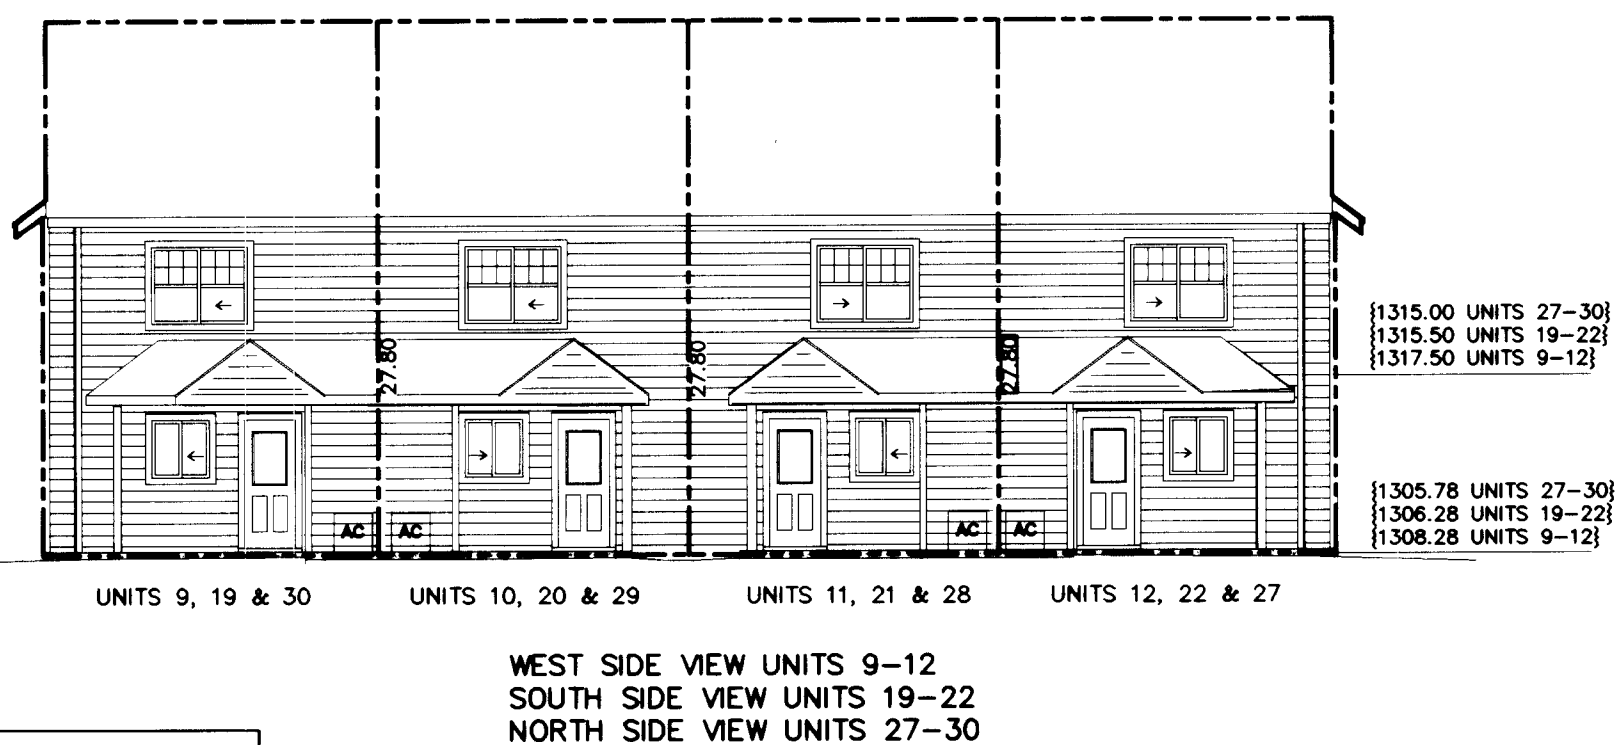 27.80
27.80
27.80
{1315.00 UNITS 27-30}
{1315.50 UNITS 19-22}
{1317.50 UNITS 9-12}
{1305.78 UNITS 27-30}
{1306.28 UNITS 19-22}
{1308.28 UNITS 9-12}
AC
AC
AC
AC
UNITS 9, 19 & 30
UNITS 10, 20 & 29
UNITS 11, 21 & 28
UNITS 12, 22 & 27
WEST SIDE VIEW UNITS 9-12
SOUTH SIDE VIEW UNITS 19-22
NORTH SIDE VIEW UNITS 27-30